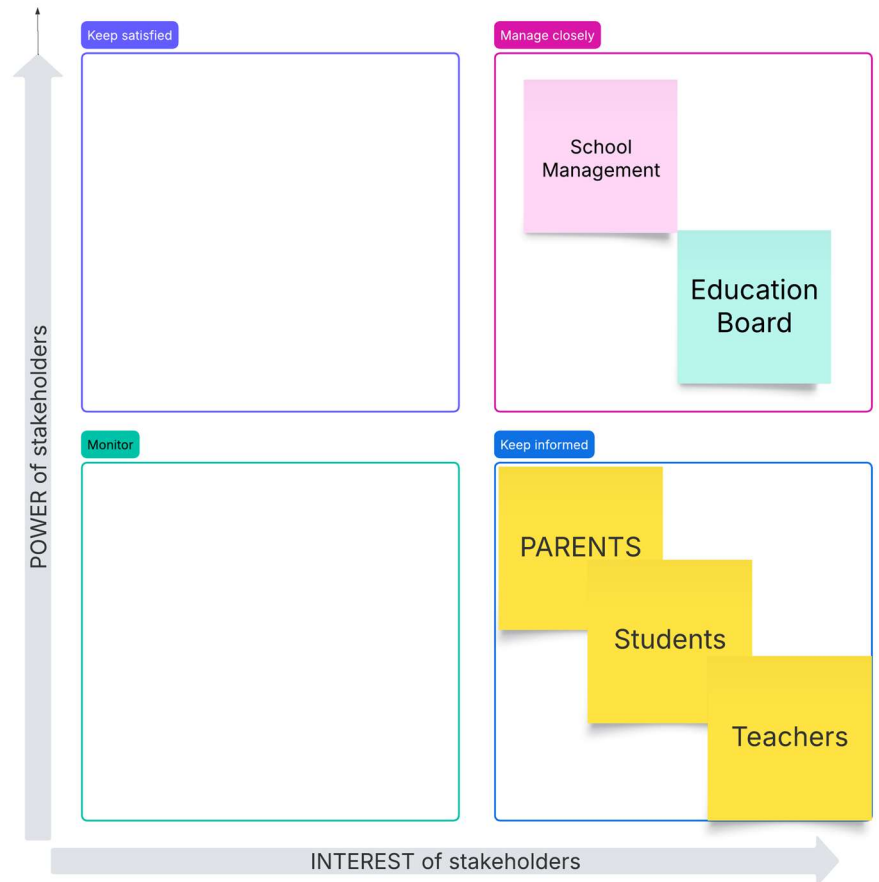 Keep satisfied
Manage closely
School
Management
Education
Board
POWER of stakeholders
Monitor
Keep informed
PARENTS
Students
Teachers
INTEREST of stakeholders